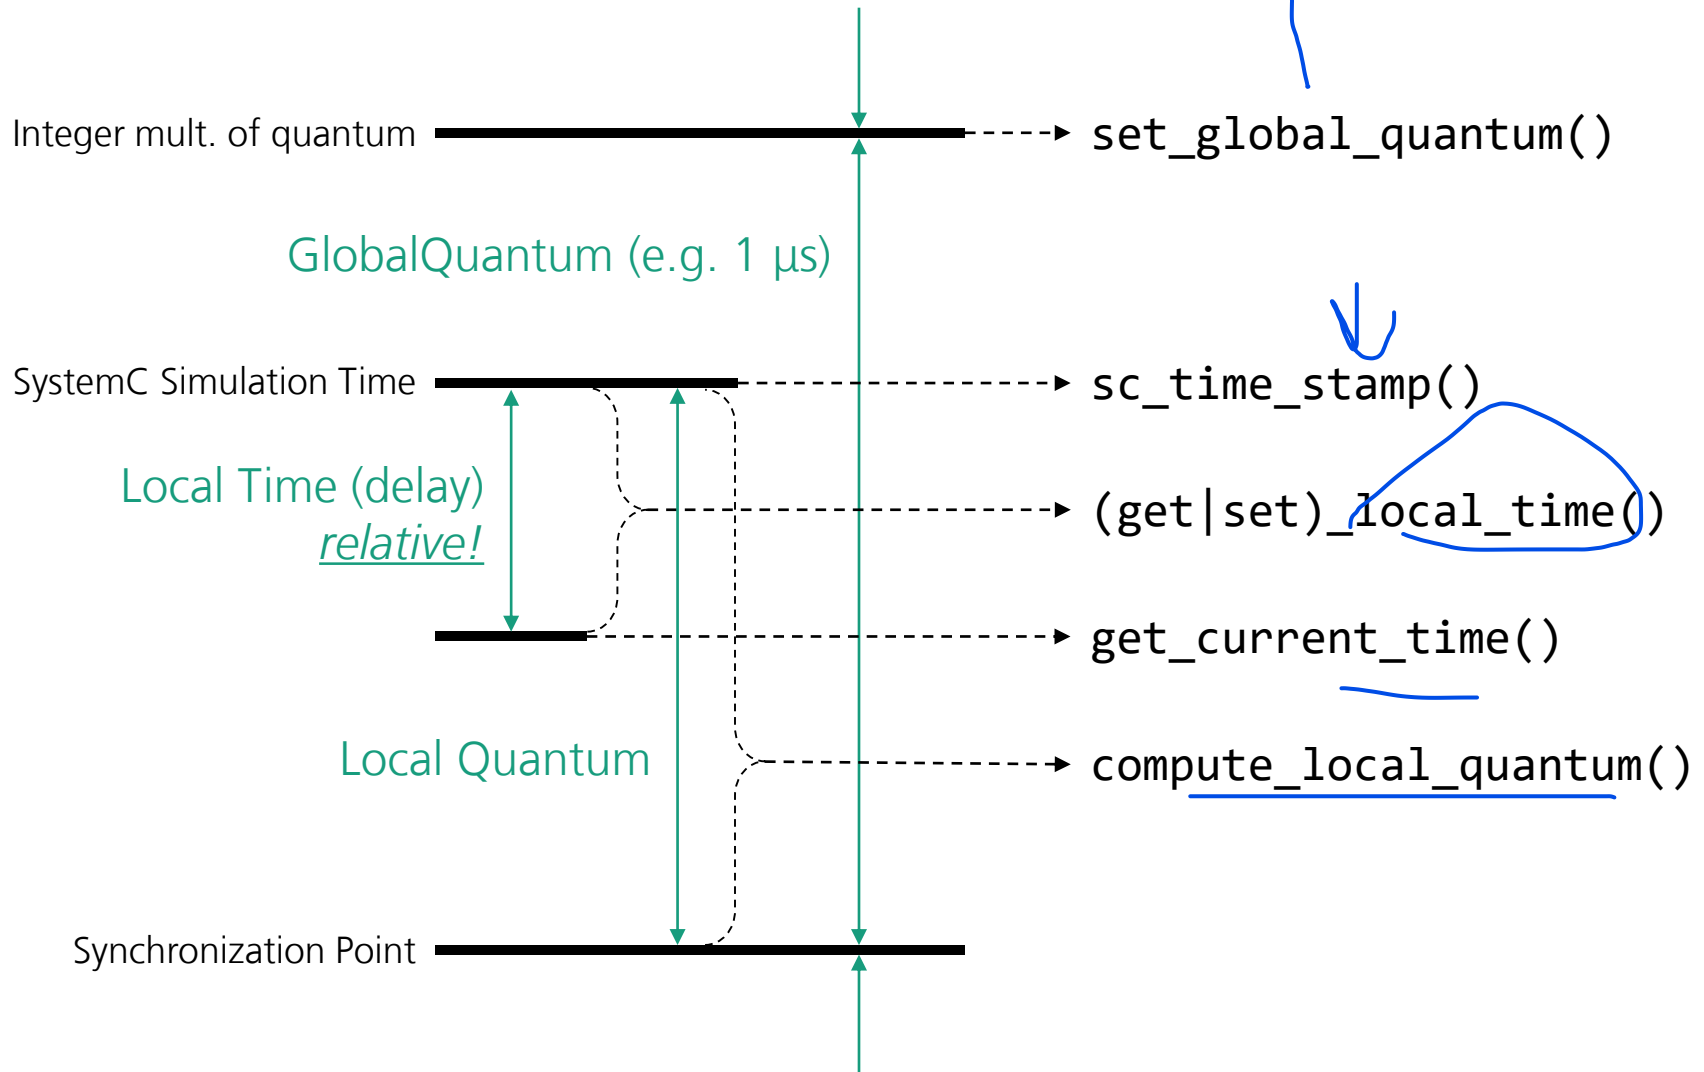 Integer mult. of quantum
set_global_quantum()
GlobalQuantum (e.g. 1 µs)
SystemC Simulation Time
sc_time_stamp()
Local Time (delay)
relative!
(get|set)_local_time()
get_current_time()
Local Quantum
compute_local_quantum()
Synchronization Point